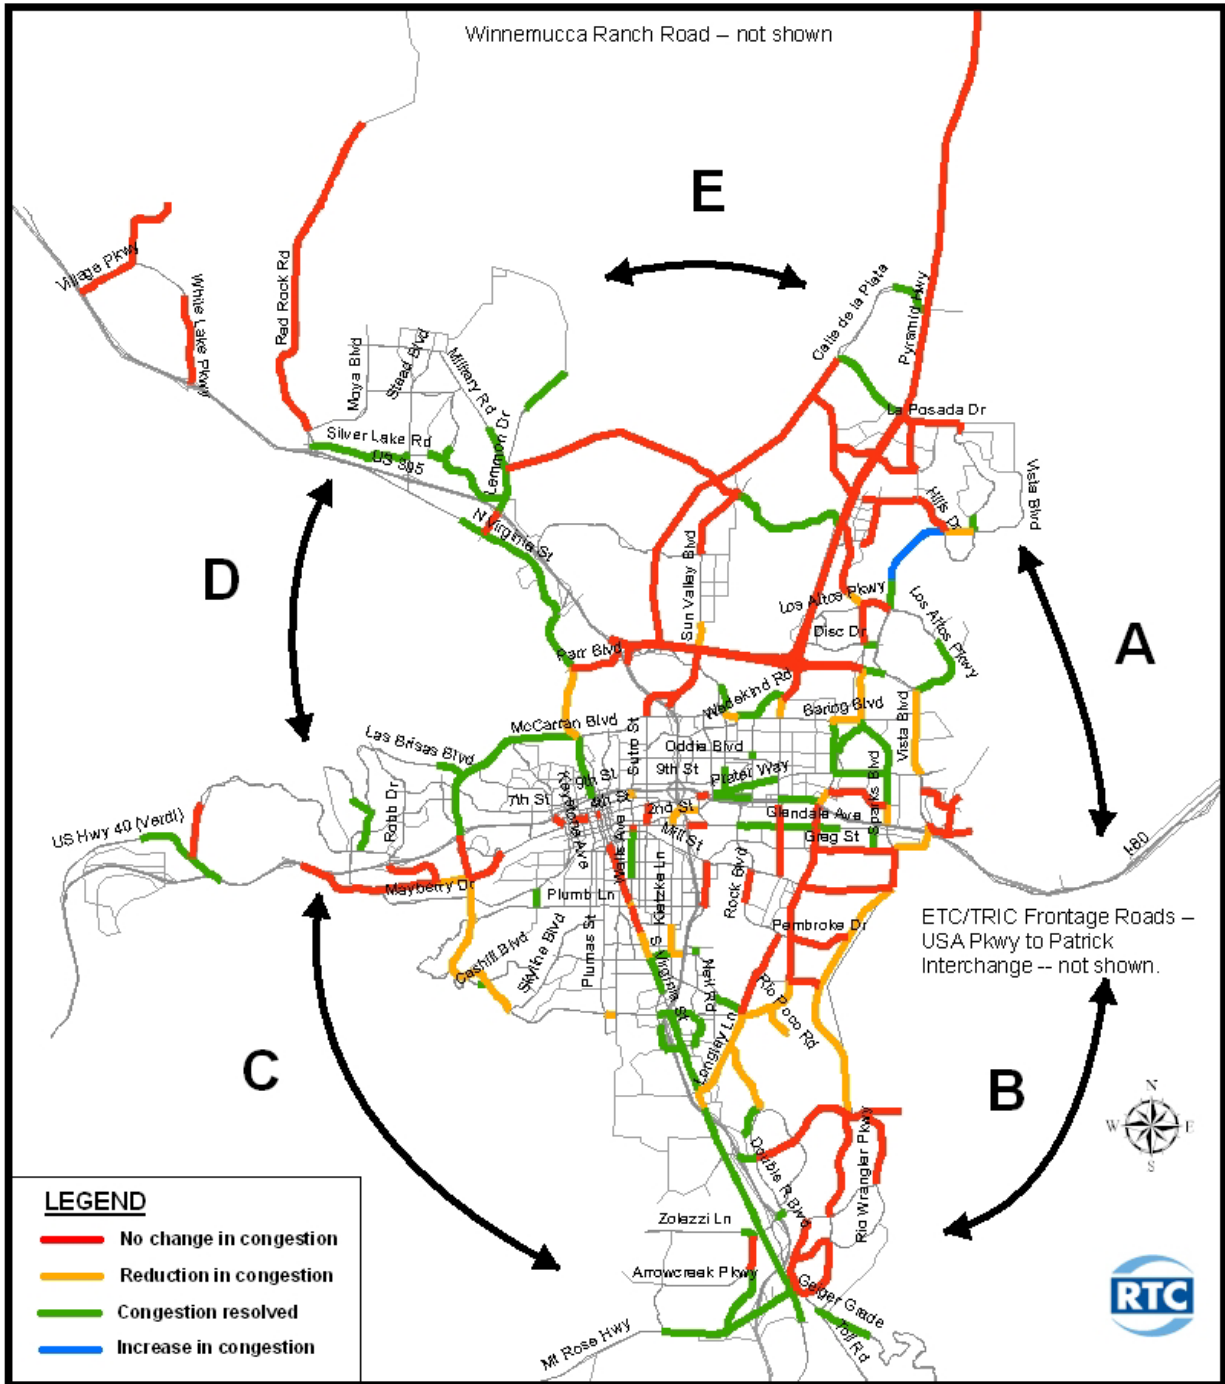 Winnemucca Ranch Road – not shown
E
Village Pkwy
White Lake Pkwy
Red Rock Rd
Calle de la Plata
Pyramid Hwy
Moya Blvd
Stead Blvd
Military Rd
Lemmon Dr
La Posada Dr
Silver Lake Rd
US 395
Vista Blvd
Hills Dr
N Virginia St
Sun Valley Blvd
D
Los Altos Pkwy
Los Altos Pkwy
Disc Dr
A
Parr Blvd
Wedekind Rd
Baring Blvd
Vista Blvd
McCarran Blvd
Sutro St
Las Brisas Blvd
Oddie Blvd
9th St
9th St
Prater Way
Sparks Blvd
Robb Dr
7th St
Keystone Ave
4th St
2nd St
Glendale Ave
US Hwy 40 (Verdi)
Mill St
Greg St
I-80
Wells Ave
Kietzke Ln
Rock Blvd
Mayberry Dr
Plumb Ln
ETC/TRIC Frontage Roads –
USA Pkwy to Patrick
Interchange -- not shown.
Pembroke Dr
Cashill Blvd
Skyline Blvd
Plumas St
S. Virginia St
Neil Rd
Rio Poco Rd
Longley Ln
C
B
N
W
E
S
Double R Blvd
Rio Wrangler Pkwy
LEGEND
No change in congestion
Reduction in congestion
Congestion resolved
Increase in congestion
Zolezzi Ln
Arrowcreek Pkwy
Geiger Grade
Toll Rd
Mt Rose Hwy
RTC